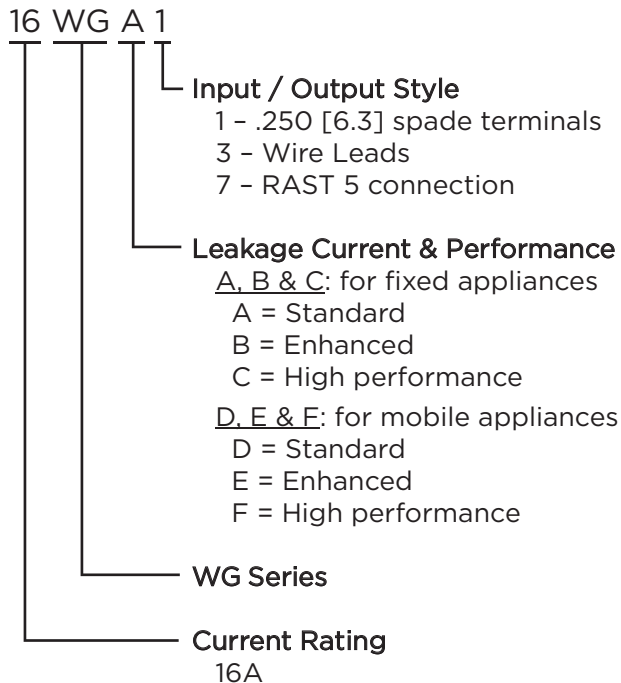 16 WG A 1
Input / Output Style
1 – .250 [6.3] spade terminals
3 – Wire Leads
7 – RAST 5 connection
Leakage Current & Performance
A, B & C: for fixed appliances
A = Standard
B = Enhanced
C = High performance
D, E & F: for mobile appliances
D = Standard
E = Enhanced
F = High performance
WG Series
Current Rating
16A